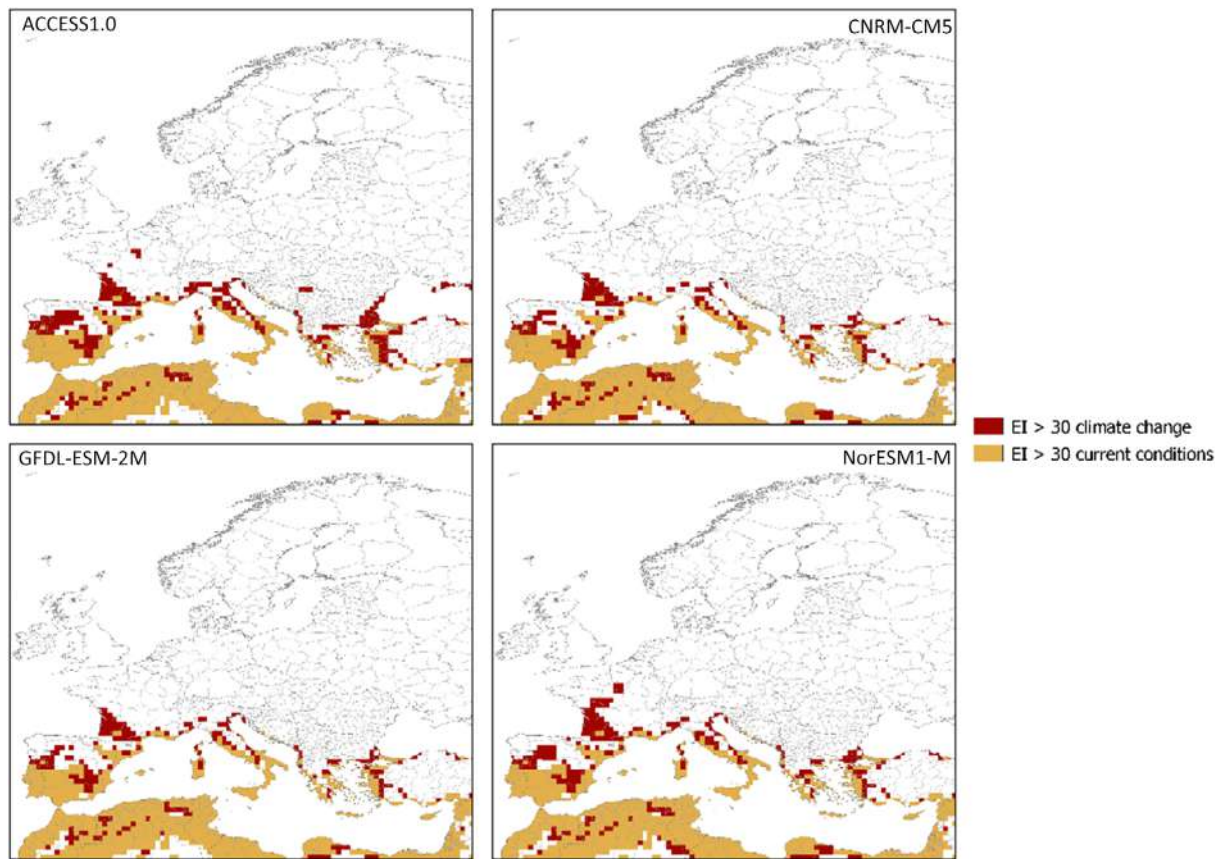 ACCESS1.0
CNRM-CM5
EI > 30 climate change
EI > 30 current conditions
GFDL-ESM-2M
NorESM1-M